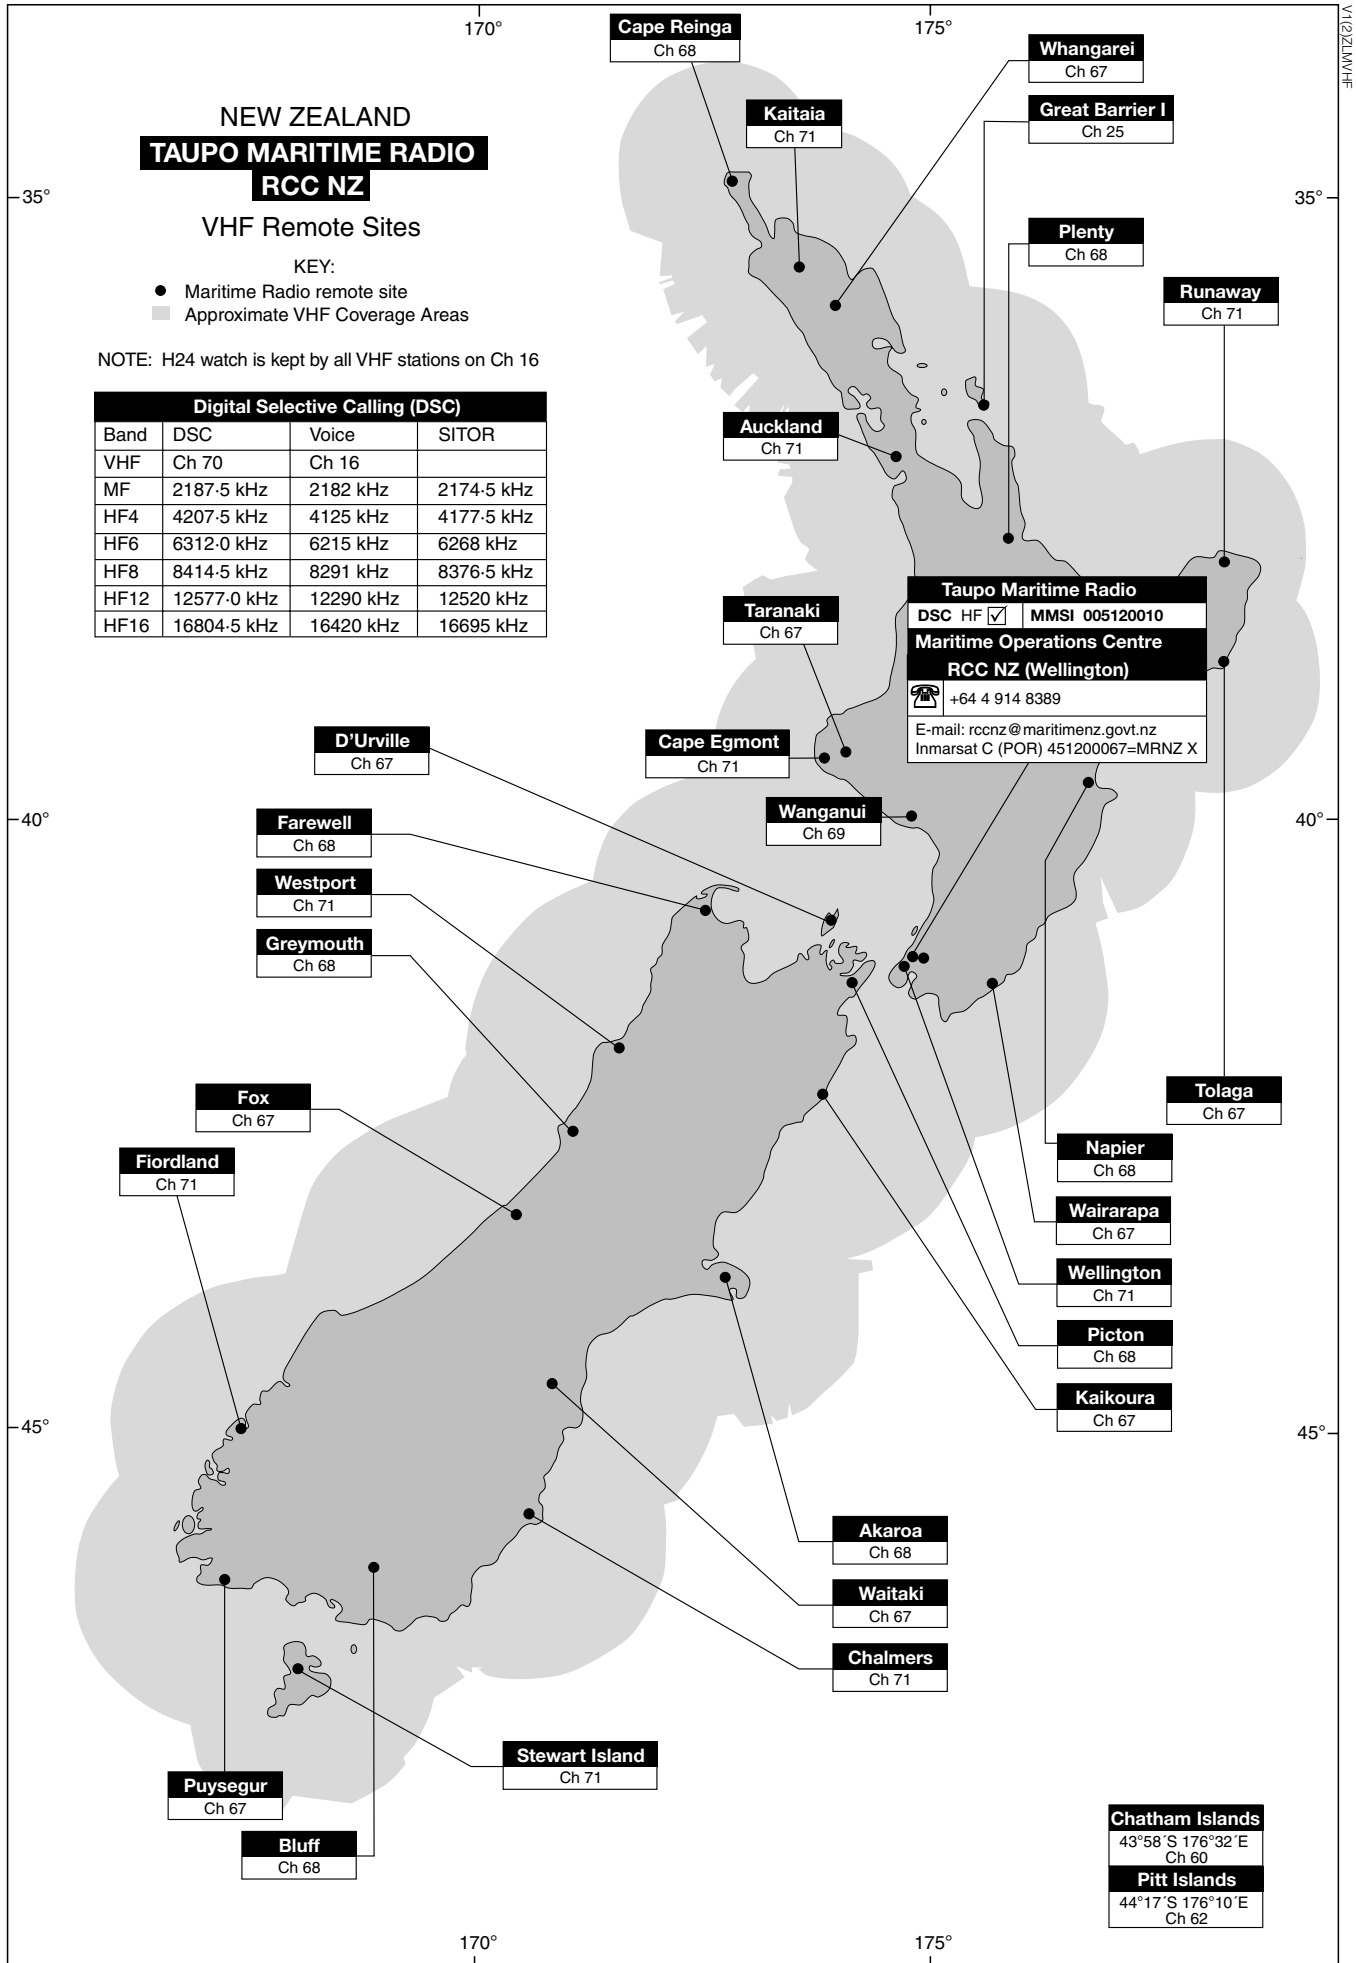 V1(2)ZLMVHF
170°
175°
Cape Reinga
Ch 68
Whangarei
Ch 67
Kaitaia
Ch 71
Great Barrier I
Ch 25
NEW ZEALAND
TAUPO MARITIME RADIO
RCC NZ
VHF Remote Sites
35°
35°
Plenty
Ch 68
KEY:
Maritime Radio remote site
Approximate VHF Coverage Areas
Runaway
Ch 71
NOTE: H24 watch is kept by all VHF stations on Ch 16
Digital Selective Calling (DSC)
Band DSC Voice SITOR
VHF Ch 70 Ch 16
MF 2187·5 kHz 2182 kHz 2174·5 kHz
HF4 4207·5 kHz 4125 kHz 4177·5 kHz
HF6 6312·0 kHz 6215 kHz 6268 kHz
HF8 8414·5 kHz 8291 kHz 8376·5 kHz
HF12 12577·0 kHz 12290 kHz 12520 kHz
HF16 16804·5 kHz 16420 kHz 16695 kHz
Auckland
Ch 71
Taranaki
Ch 67
Taupo Maritime Radio
DSC HF ☑ MMSI 005120010
Maritime Operations Centre
RCC NZ (Wellington)
+64 4 914 8389
E-mail: rccnz@maritimenz.govt.nz
Inmarsat C (POR) 451200067=MRNZ X
D'Urville
Ch 67
Cape Egmont
Ch 71
Wanganui
Ch 69
40°
40°
Farewell
Ch 68
Westport
Ch 71
Greymouth
Ch 68
Fox
Ch 67
Fiordland
Ch 71
Tolaga
Ch 67
Napier
Ch 68
Wairarapa
Ch 67
Wellington
Ch 71
Picton
Ch 68
Kaikoura
Ch 67
45°
45°
Akaroa
Ch 68
Waitaki
Ch 67
Chalmers
Ch 71
Stewart Island
Ch 71
Puysegur
Ch 67
Bluff
Ch 68
Chatham Islands
43°58´S 176°32´E
Ch 60
Pitt Islands
44°17´S 176°10´E
Ch 62
170°
175°